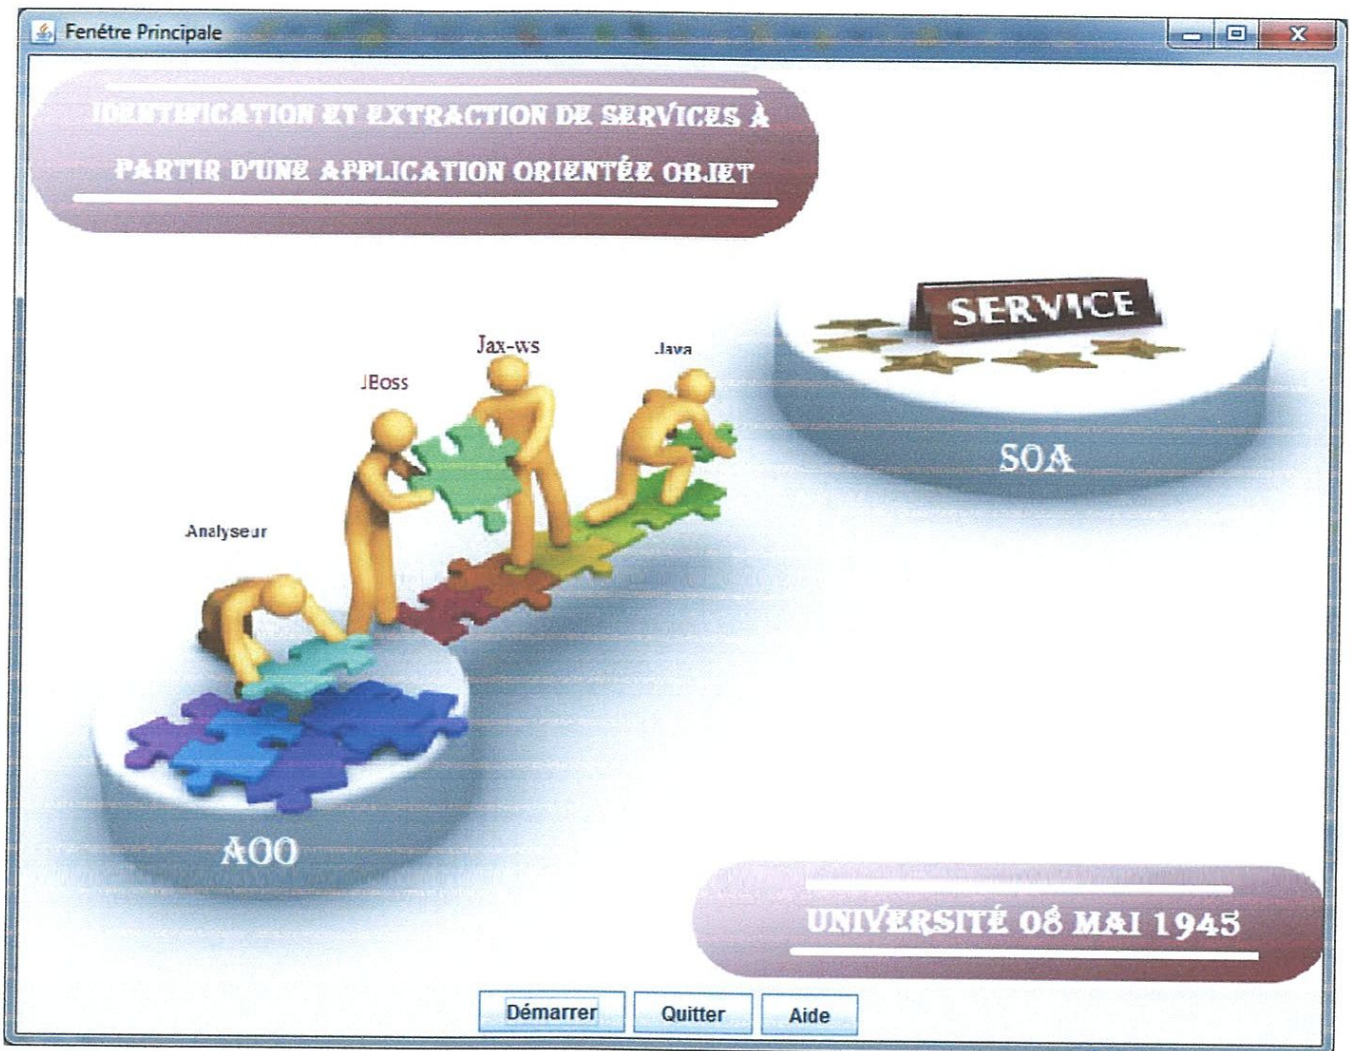 Fenétre Principale
IDENTIFICATION ET EXTRACTION DE SERVICES À
PARTIR D'UNE APPLICATION ORIENTÉE OBJET
SERVICE
SOA
Jax-ws
Java
JBoss
Analyseur
AOO
UNIVERSITÉ 08 MAI 1945
Démarrer
Quitter
Aide